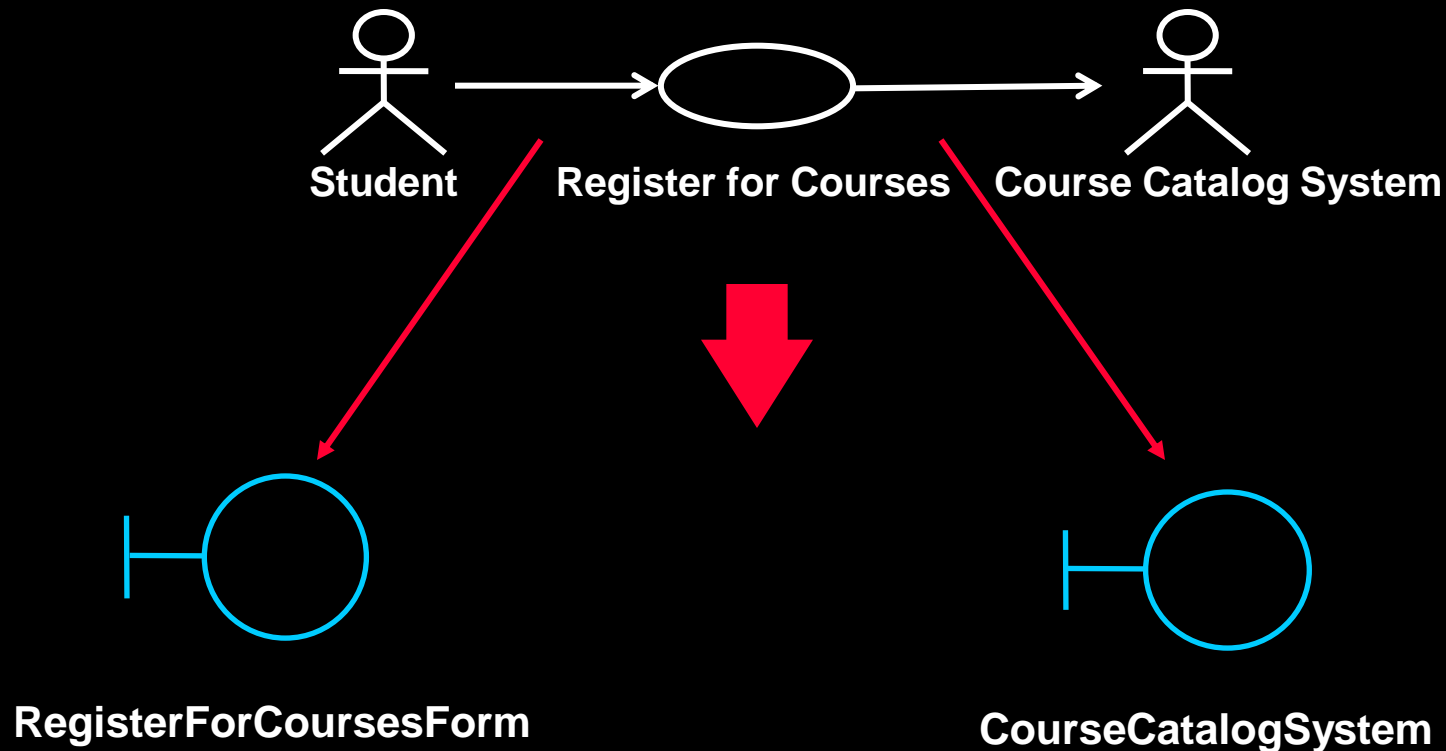 Student
Register for Courses
Course Catalog System
RegisterForCoursesForm
CourseCatalogSystem